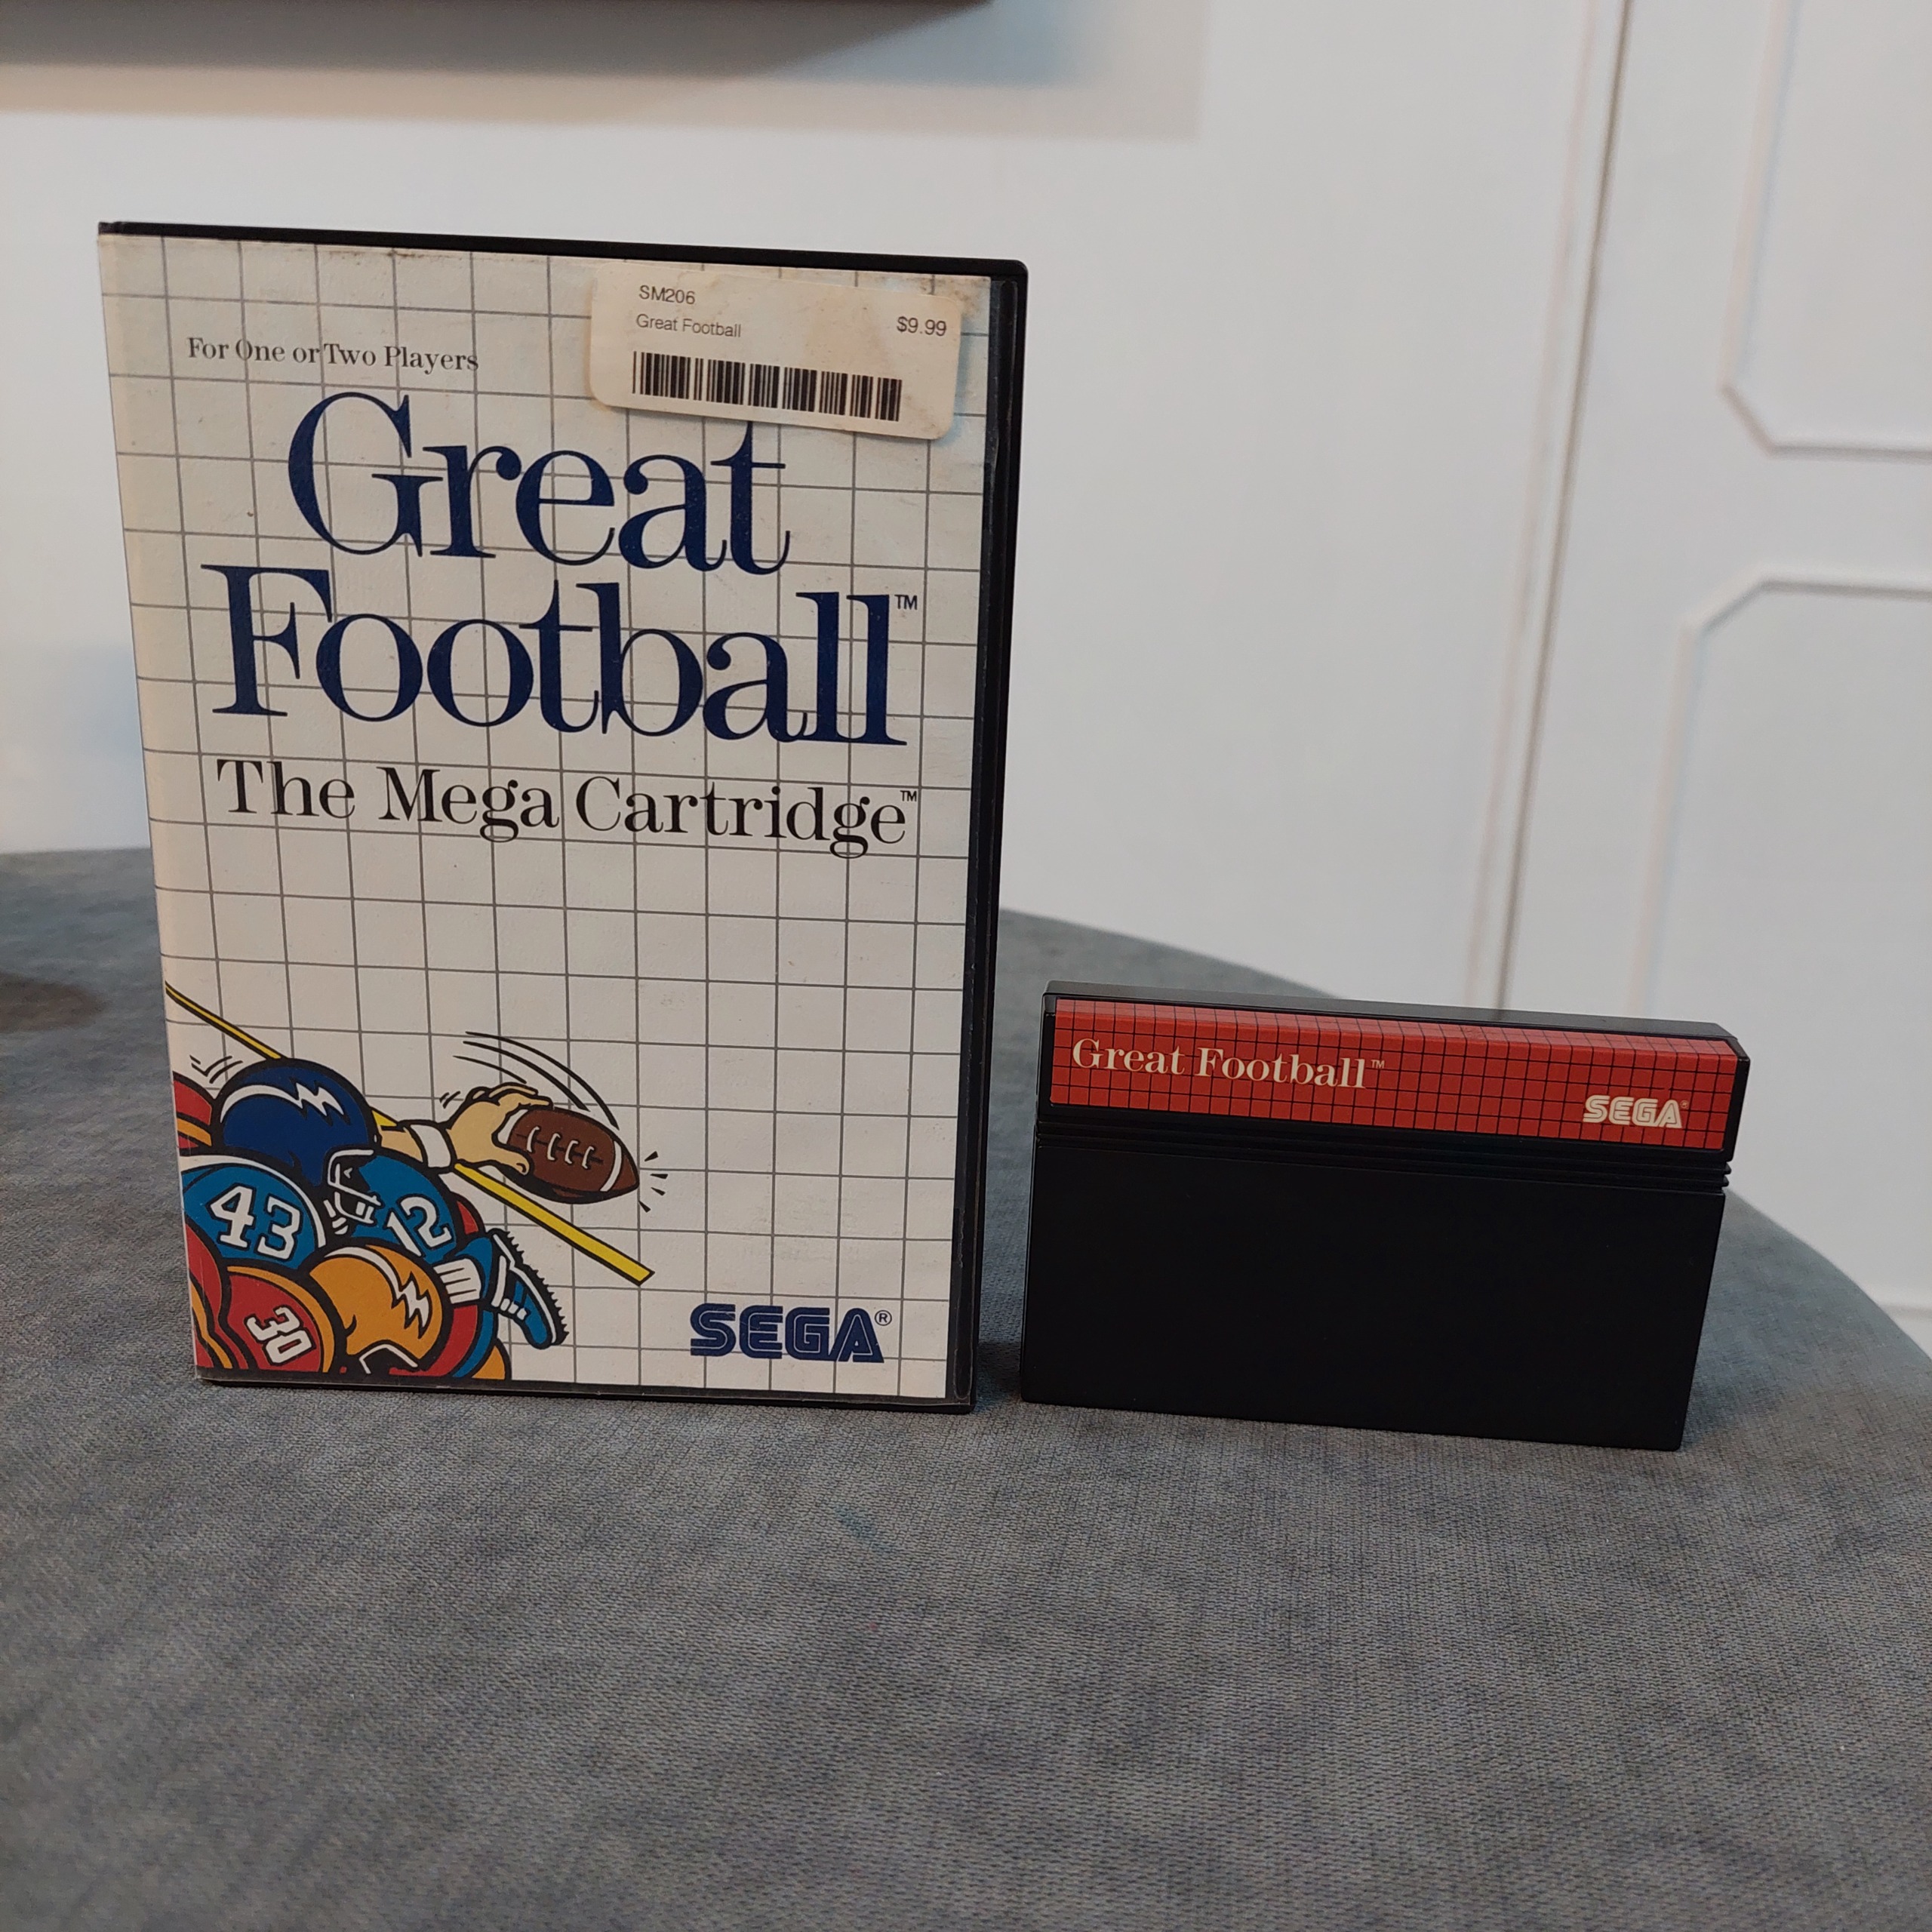 SM206
Great Football $9.99
For One or Two Players
Great
Football™
The Mega Cartridge™
43
12
30
SEGA®
Great Football™
SEGA®